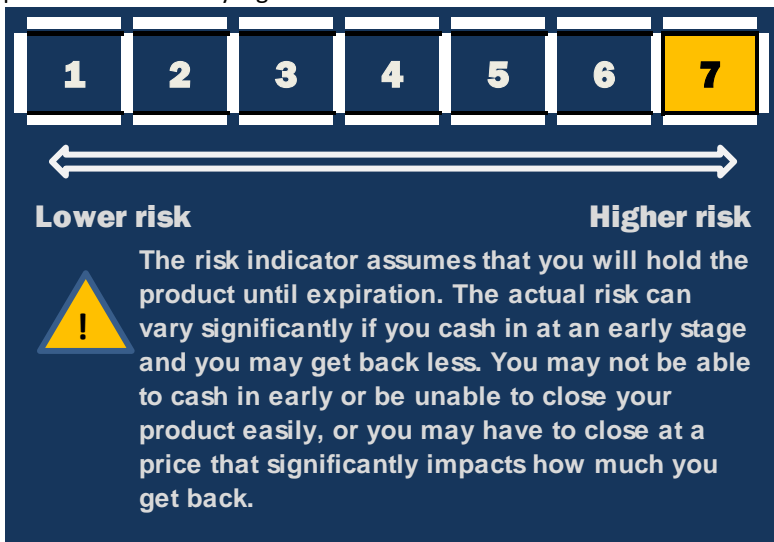 1 2 3 4 5 6 7
Lower risk Higher risk
The risk indicator assumes that you will hold the
product until expiration. The actual risk can
! vary significantly if you cash in at an early stage
and you may get back less. You may not be able
to cash in early or be unable to close your
product easily, or you may have to close at a
price that significantly impacts how much you
get back.